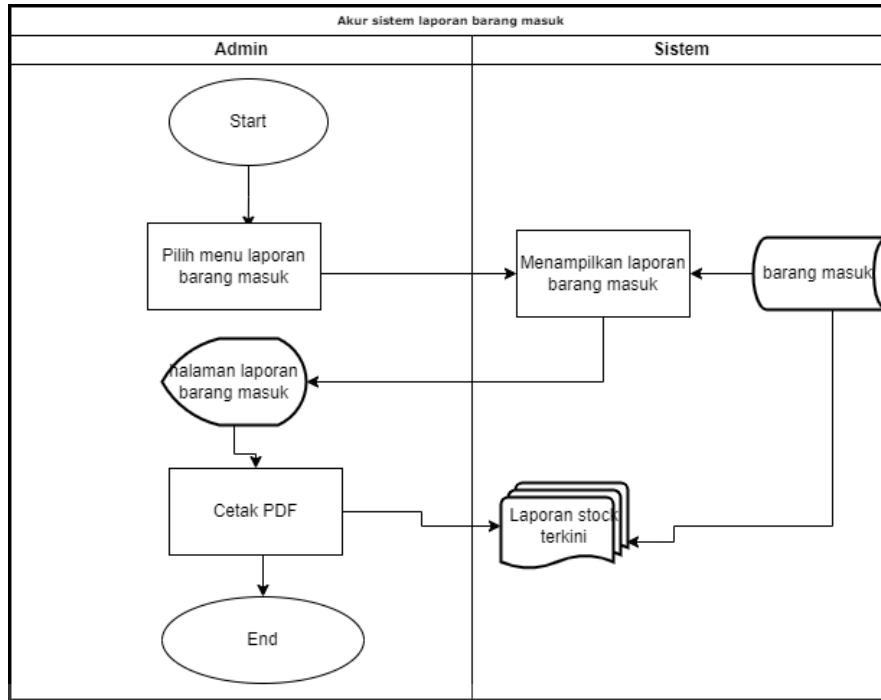 Akur sistem laporan barang masuk
Admin
Sistem
Start
Pilih menu laporan
barang masuk
Menampilkan laporan
barang masuk
barang masuk
halaman laporan
barang masuk
Cetak PDF
Laporan stock
terkini
End